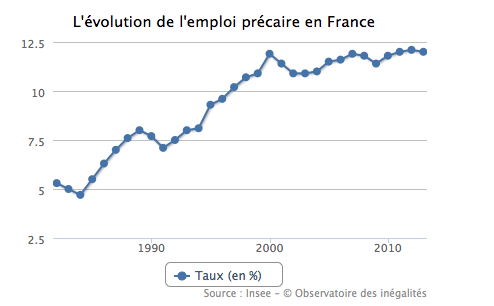 L'évolution de l'emploi précaire en France
12.5
10
7.5
5
2.5
1990 2000 2010
Taux (en %)
Source : Insee - © Observatoire des inégalités